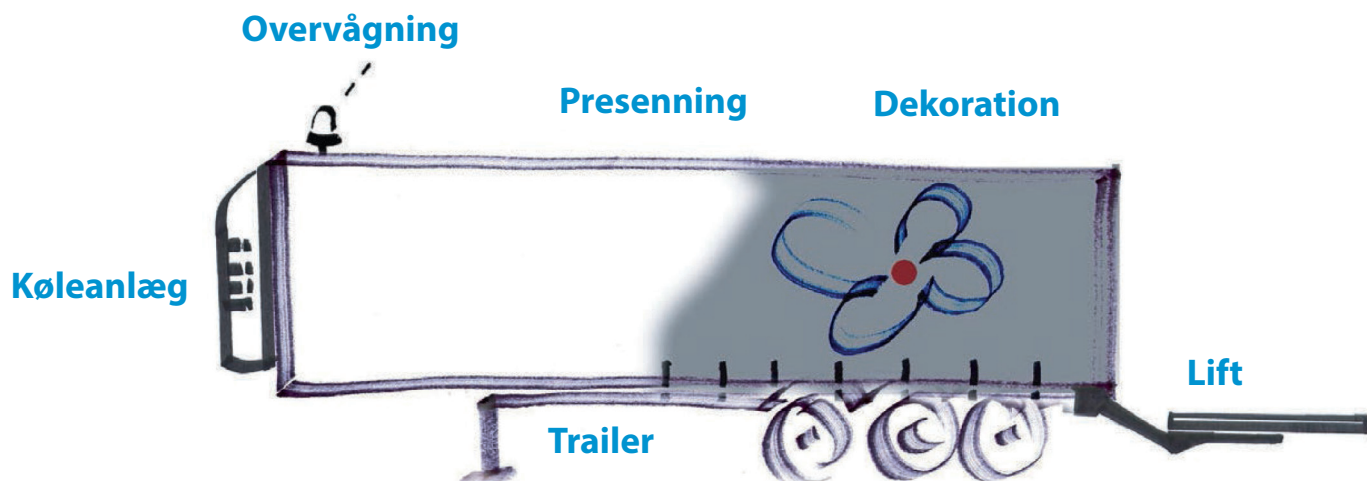 Overvågning
Presenning
Dekoration
Køleanlæg
Lift
Trailer